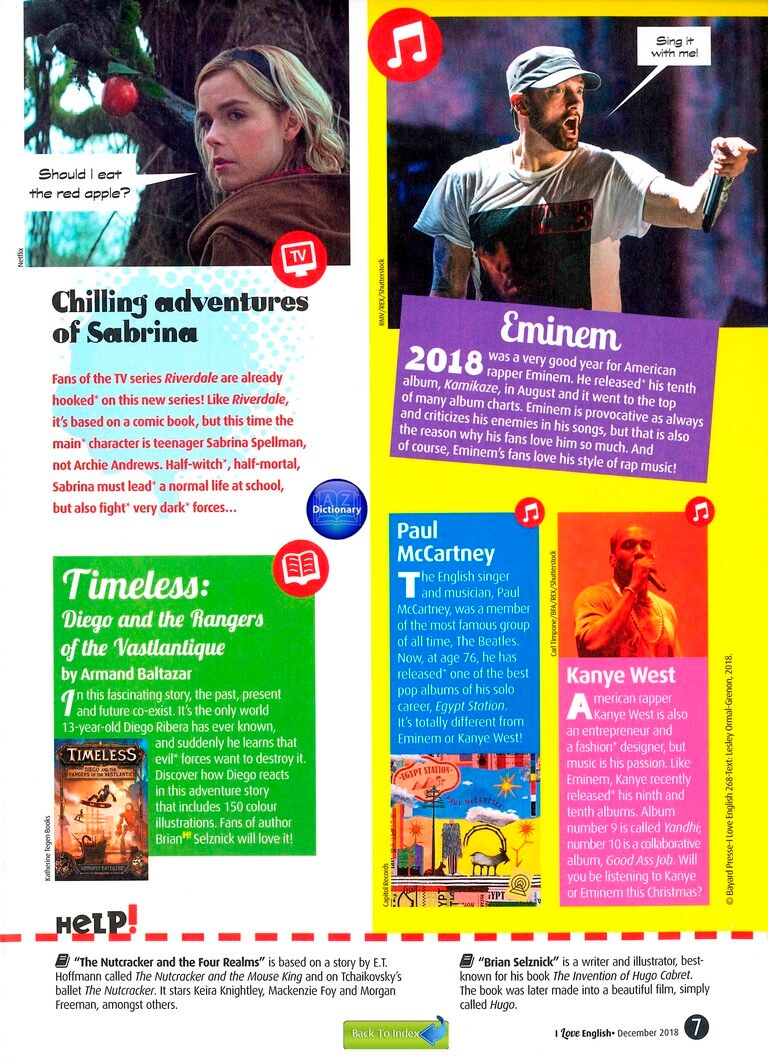 Should I eat
the red apple?
Netflix
TV
Chilling adventures
of Sabrina
Fans of the TV series Riverdale are already
hooked* on this new series! Like Riverdale,
it's based on a comic book, but this time the
main* character is teenager Sabrina Spellman,
not Archie Andrews. Half-witch*, half-mortal,
Sabrina must lead* a normal life at school,
but also fight* very dark* forces...
A Z
Dictionary
Timeless:
Diego and the Rangers
of the Vastlantique
by Armand Baltazar
In this fascinating story, the past, present
and future co-exist. It's the only world
13-year-old Diego Ribera has ever known,
and suddenly he learns that
evil* forces want to destroy it.
Discover how Diego reacts
in this adventure story
that includes 150 colour
illustrations. Fans of author
Brian H! Selznick will love it!
TIMELESS
DIEGO AND THE
RANGERS OF THE VASTLANTIC
ARMAND BALTAZAR
Katherine Tegen Books
Sing it
with me!
RMV/REX/Shutterstock
Eminem
2018 was a very good year for American
rapper Eminem. He released* his tenth
album, Kamikaze, in August and it went to the top
of many album charts. Eminem is provocative as always
and criticizes his enemies in his songs, but that is also
the reason why his fans love him so much. And
of course, Eminem's fans love his style of rap music!
Paul
McCartney
The English singer
and musician, Paul
McCartney, was a member
of the most famous group
of all time, The Beatles.
Now, at age 76, he has
released* one of the best
pop albums of his solo
career, Egypt Station.
It's totally different from
Eminem or Kanye West!
EGYPT STATION
PAUL McCARTNEY
Capitol Records
Carl Timpone/BFA/REX/Shutterstock
Kanye West
American rapper
Kanye West is also
an entrepreneur and
a fashion* designer, but
music is his passion. Like
Eminem, Kanye recently
released* his ninth and
tenth albums. Album
number 9 is called Yandhi;
number 10 is a collaborative
album, Good Ass Job. Will
you be listening to Kanye
or Eminem this Christmas?
© Bayard Presse-I Love English 268-Text: Lesley Ormal-Grenon, 2018.
HELP!
"The Nutcracker and the Four Realms" is based on a story by E.T.
Hoffmann called The Nutcracker and the Mouse King and on Tchaikovsky's
ballet The Nutcracker. It stars Keira Knightley, Mackenzie Foy and Morgan
Freeman, amongst others.
"Brian Selznick" is a writer and illustrator, best-
known for his book The Invention of Hugo Cabret.
The book was later made into a beautiful film, simply
called Hugo.
Back To Index
I Love English • December 2018 7